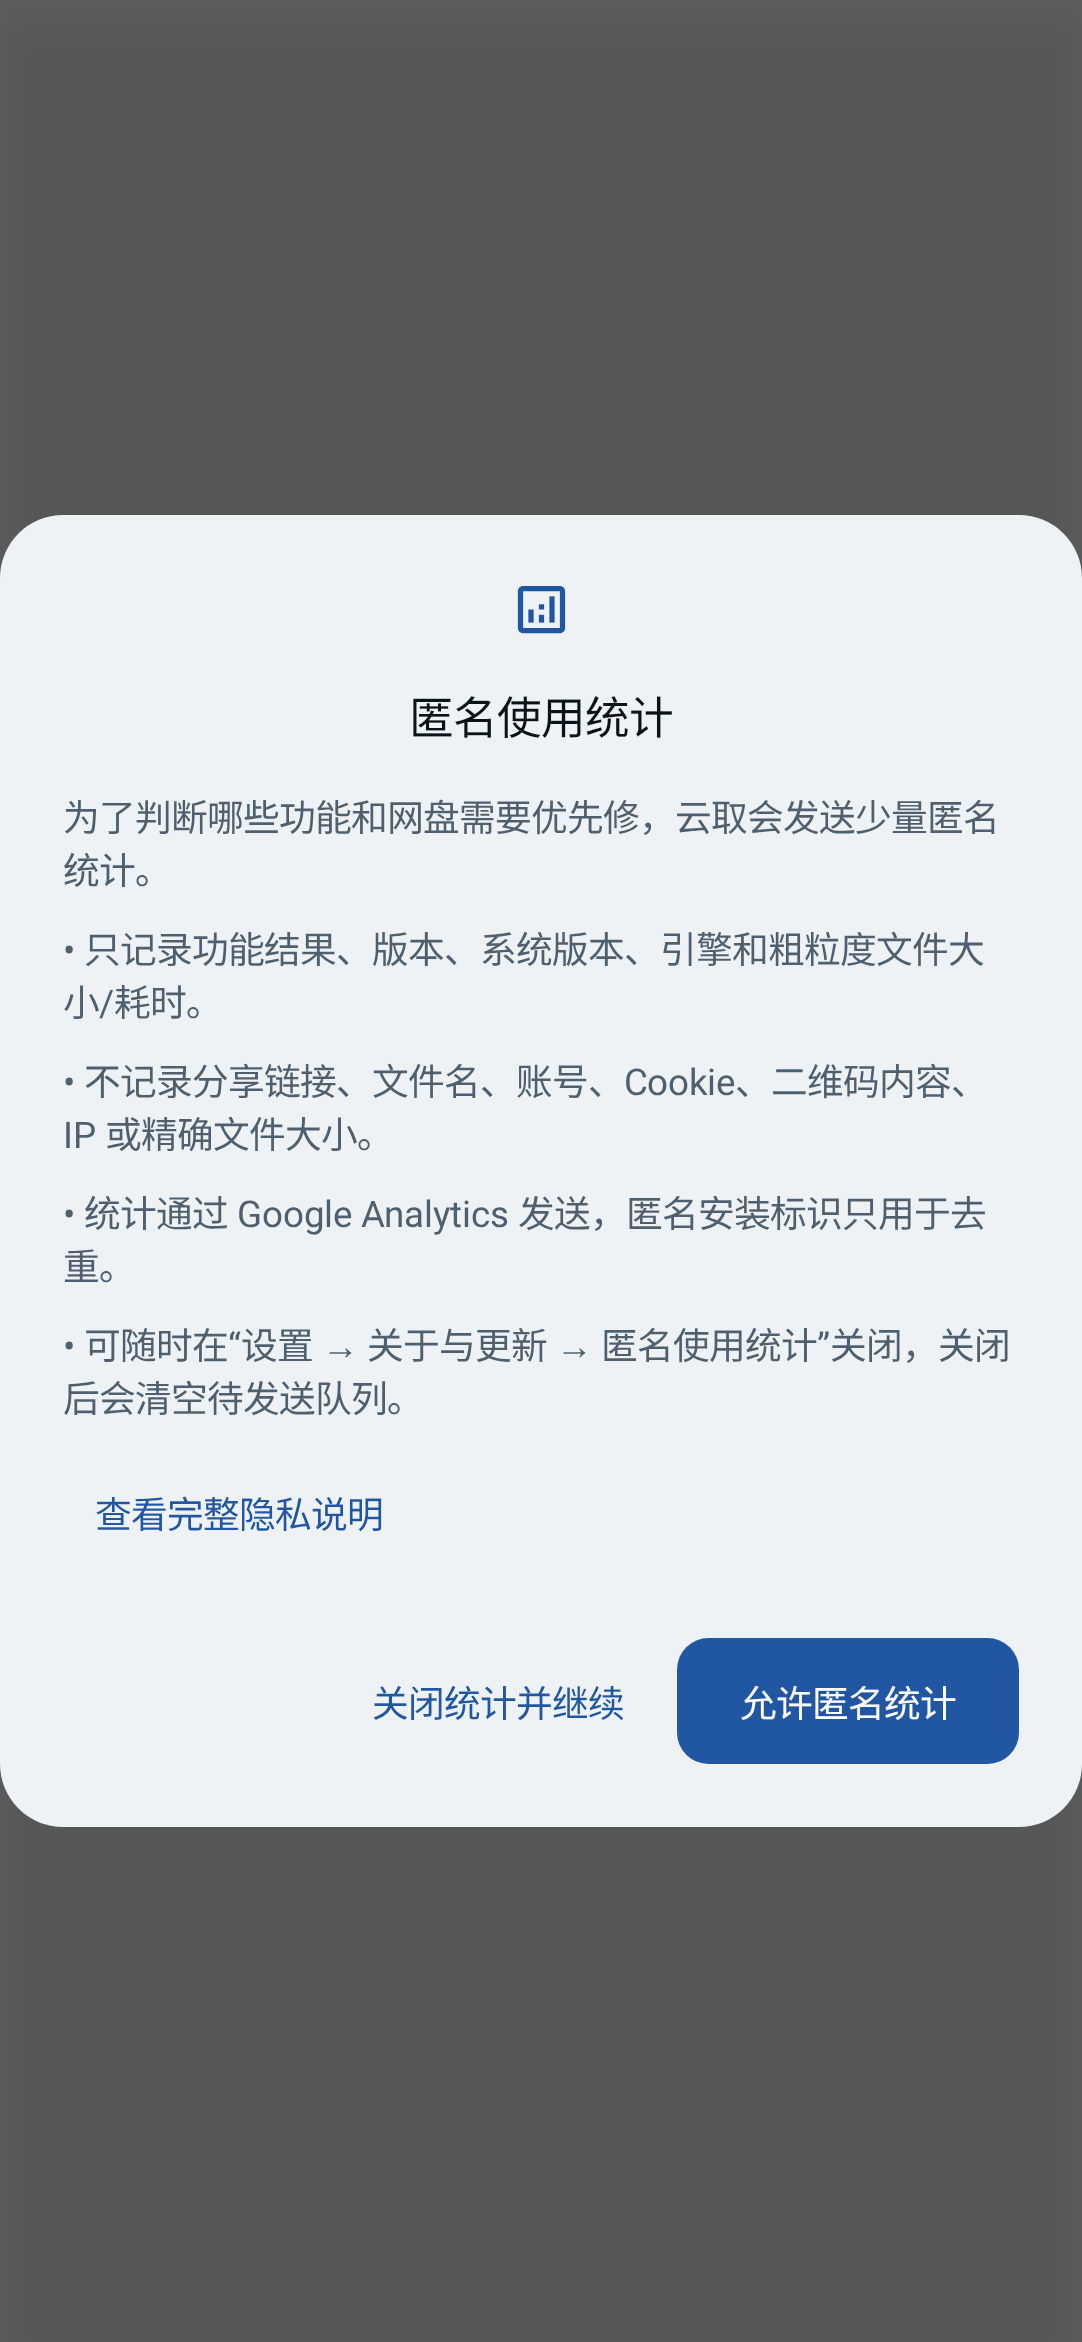 匿名使用统计
为了判断哪些功能和网盘需要优先修，云取会发送少量匿名
统计。
• 只记录功能结果、版本、系统版本、引擎和粗粒度文件大
小/耗时。
• 不记录分享链接、文件名、账号、Cookie、二维码内容、
IP 或精确文件大小。
• 统计通过 Google Analytics 发送，匿名安装标识只用于去
重。
• 可随时在“设置 → 关于与更新 → 匿名使用统计”关闭，关闭
后会清空待发送队列。
查看完整隐私说明
关闭统计并继续
允许匿名统计